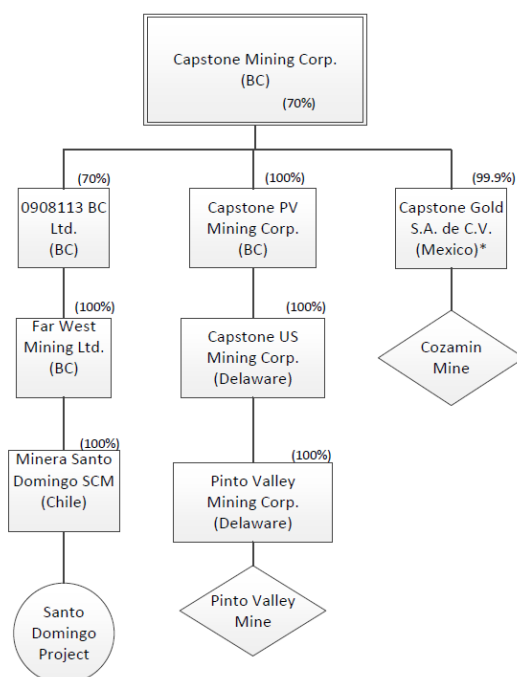 Capstone Mining Corp.
(BC)
(70%)
(70%)
(100%)
(99.9%)
0908113 BC
Ltd.
(BC)
Capstone PV
Mining Corp.
(BC)
Capstone Gold
S.A. de C.V.
(Mexico)*
(100%)
(100%)
Far West
Mining Ltd.
(BC)
Capstone US
Mining Corp.
(Delaware)
Cozamin
Mine
(100%)
(100%)
Minera Santo
Domingo SCM
(Chile)
Pinto Valley
Mining Corp.
(Delaware)
Santo
Domingo
Project
Pinto Valley
Mine